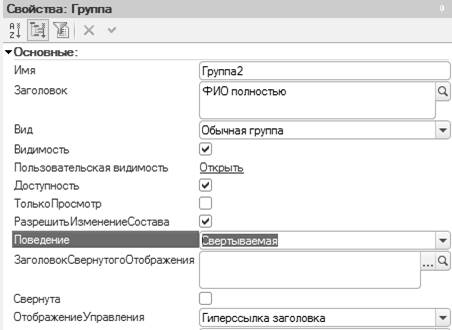 Свойства: Группа
Основные:
Имя Группа2
Заголовок ФИО полностью
Вид Обычная группа
Видимость
Пользовательская видимость Открыть
Доступность
ТолькоПросмотр
РазрешитьИзменениеСостава
Поведение Свертываемая
ЗаголовокСвернутогоОтображения ...
Свернута
ОтображениеУправления Гиперссылка заголовка